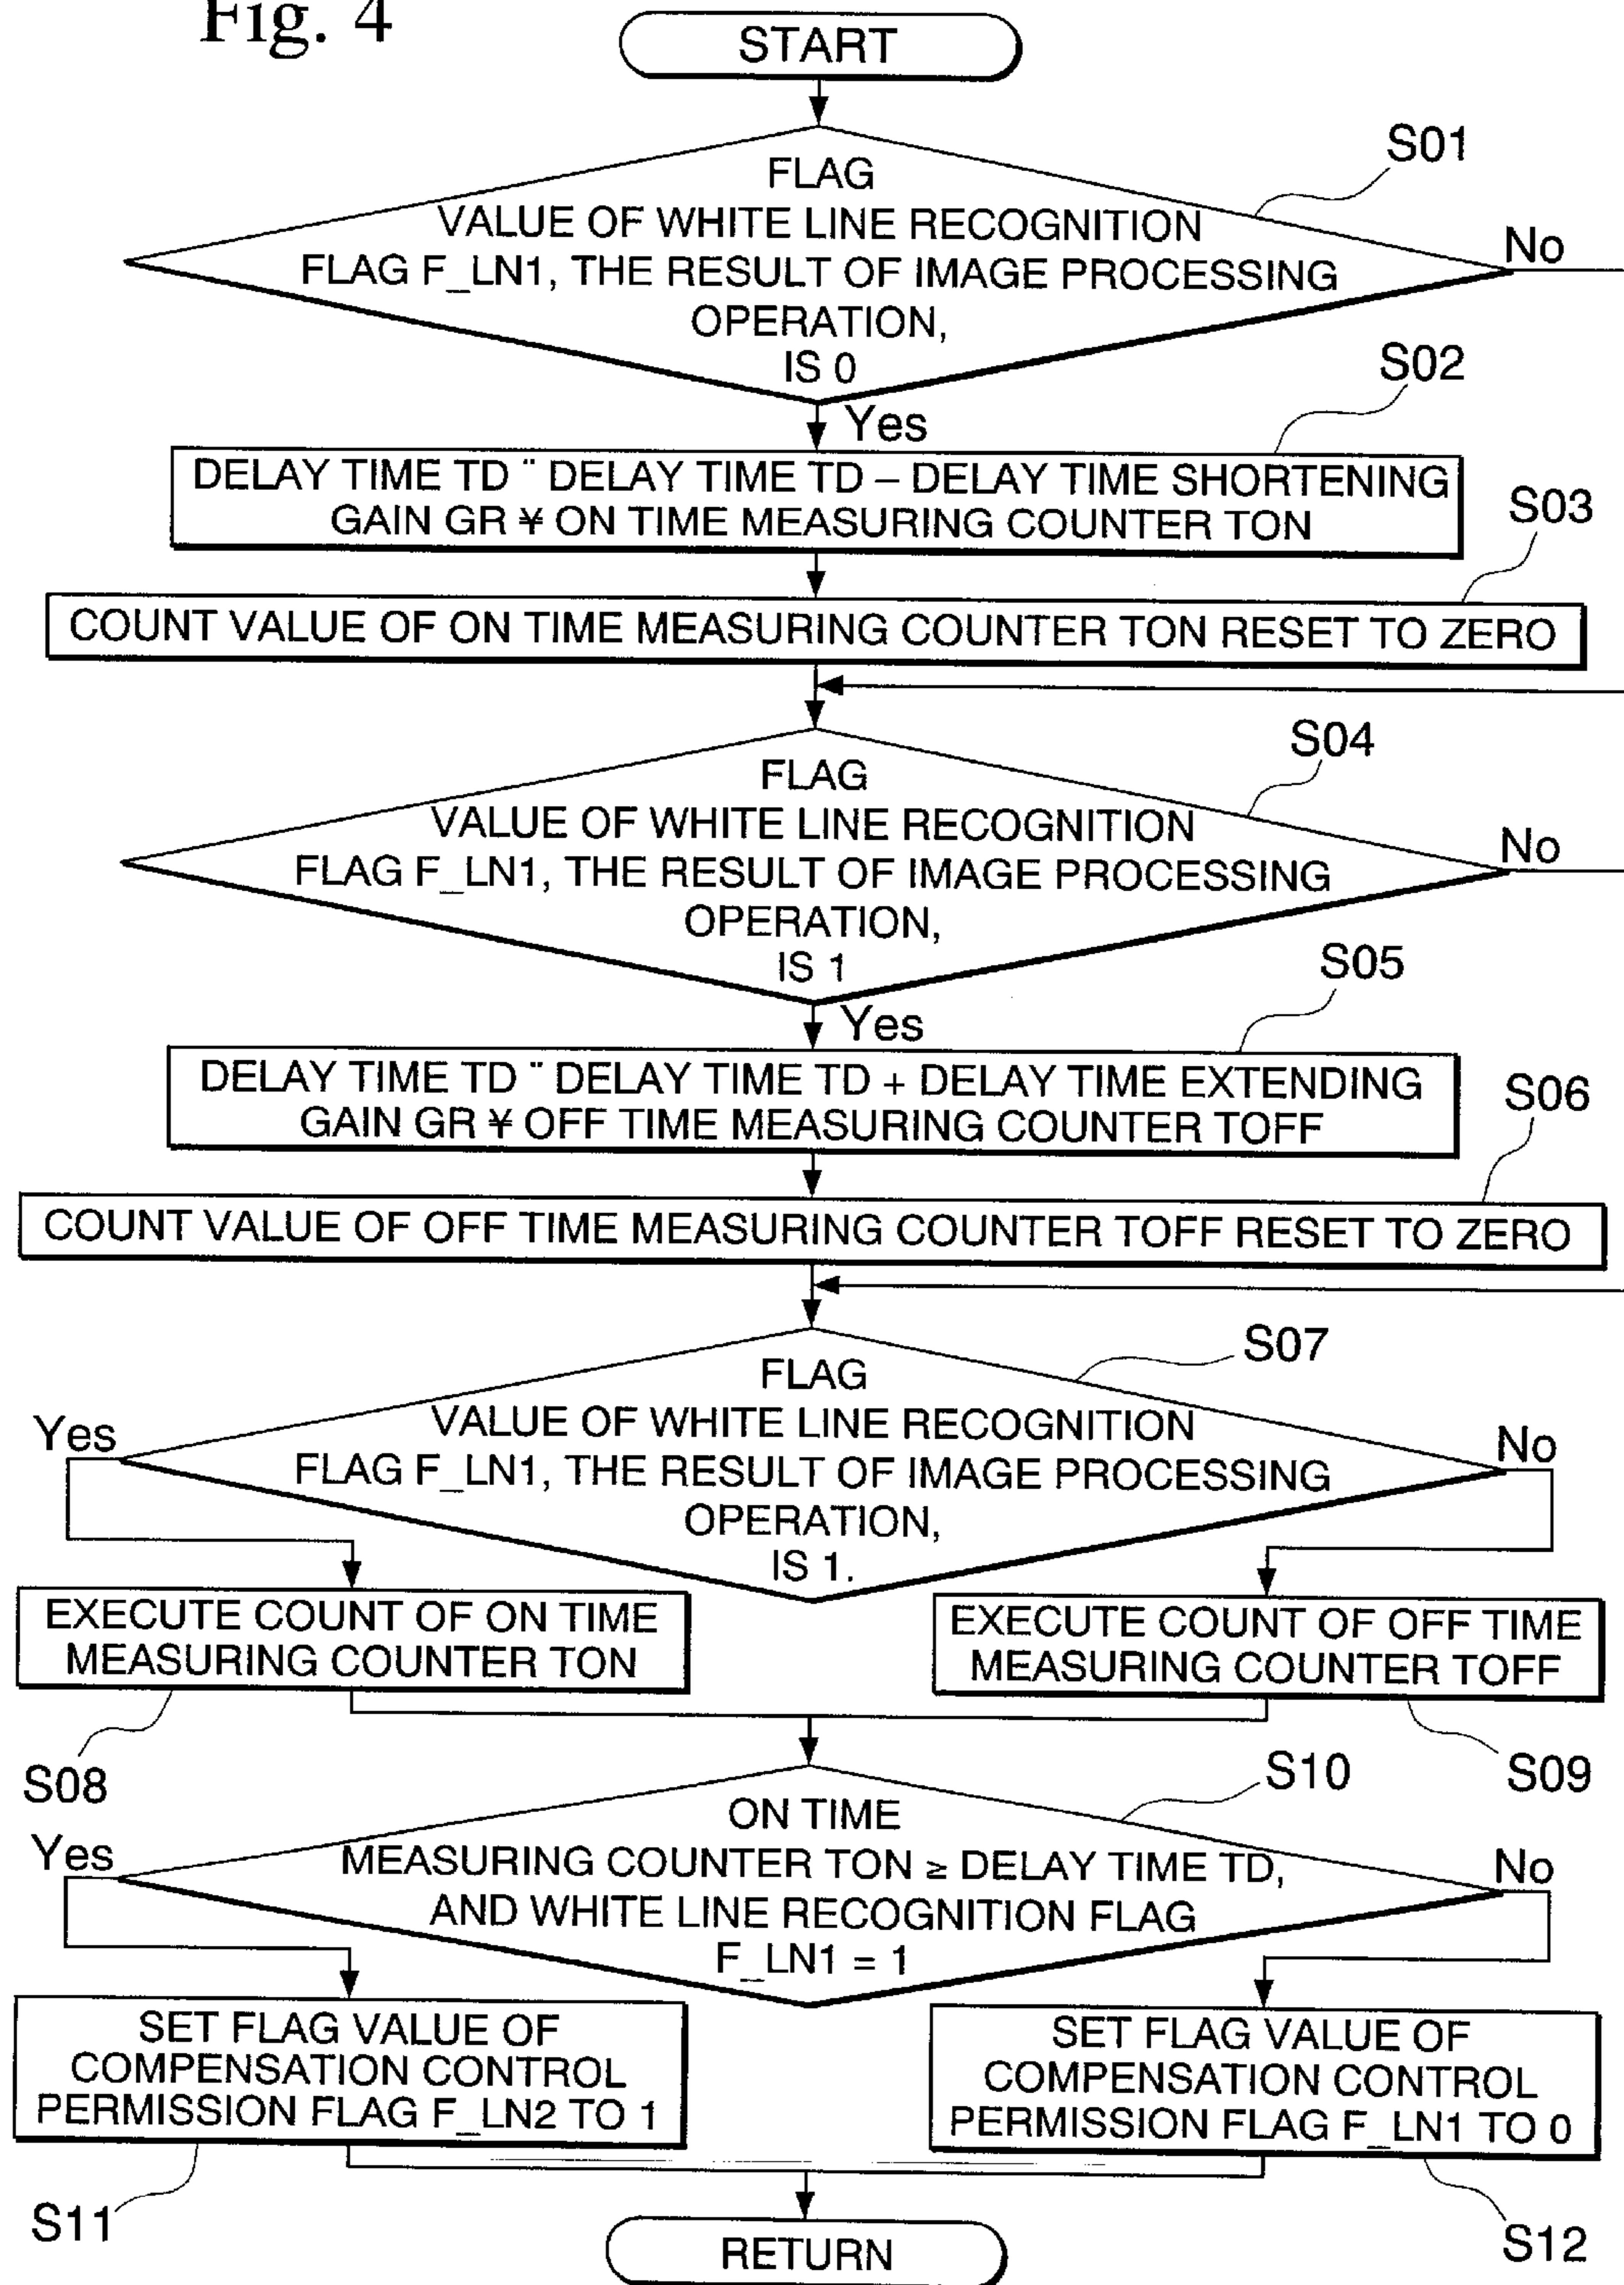 Fig. 4
START
FLAG
VALUE OF WHITE LINE RECOGNITION
FLAG F_LN1, THE RESULT OF IMAGE PROCESSING
OPERATION,
IS 0
S01
No
Yes
S02
DELAY TIME TD ¨ DELAY TIME TD – DELAY TIME SHORTENING
GAIN GR ¥ ON TIME MEASURING COUNTER TON
S03
COUNT VALUE OF ON TIME MEASURING COUNTER TON RESET TO ZERO
S04
FLAG
VALUE OF WHITE LINE RECOGNITION
FLAG F_LN1, THE RESULT OF IMAGE PROCESSING
OPERATION,
IS 1
No
Yes
S05
DELAY TIME TD ¨ DELAY TIME TD + DELAY TIME EXTENDING
GAIN GR ¥ OFF TIME MEASURING COUNTER TOFF
S06
COUNT VALUE OF OFF TIME MEASURING COUNTER TOFF RESET TO ZERO
S07
FLAG
VALUE OF WHITE LINE RECOGNITION
FLAG F_LN1, THE RESULT OF IMAGE PROCESSING
OPERATION,
IS 1.
Yes
No
EXECUTE COUNT OF ON TIME
MEASURING COUNTER TON
EXECUTE COUNT OF OFF TIME
MEASURING COUNTER TOFF
S08
S09
S10
ON TIME
MEASURING COUNTER TON ≥ DELAY TIME TD,
AND WHITE LINE RECOGNITION FLAG
F_LN1 = 1
Yes
No
SET FLAG VALUE OF
COMPENSATION CONTROL
PERMISSION FLAG F_LN2 TO 1
SET FLAG VALUE OF
COMPENSATION CONTROL
PERMISSION FLAG F_LN1 TO 0
S11
S12
RETURN